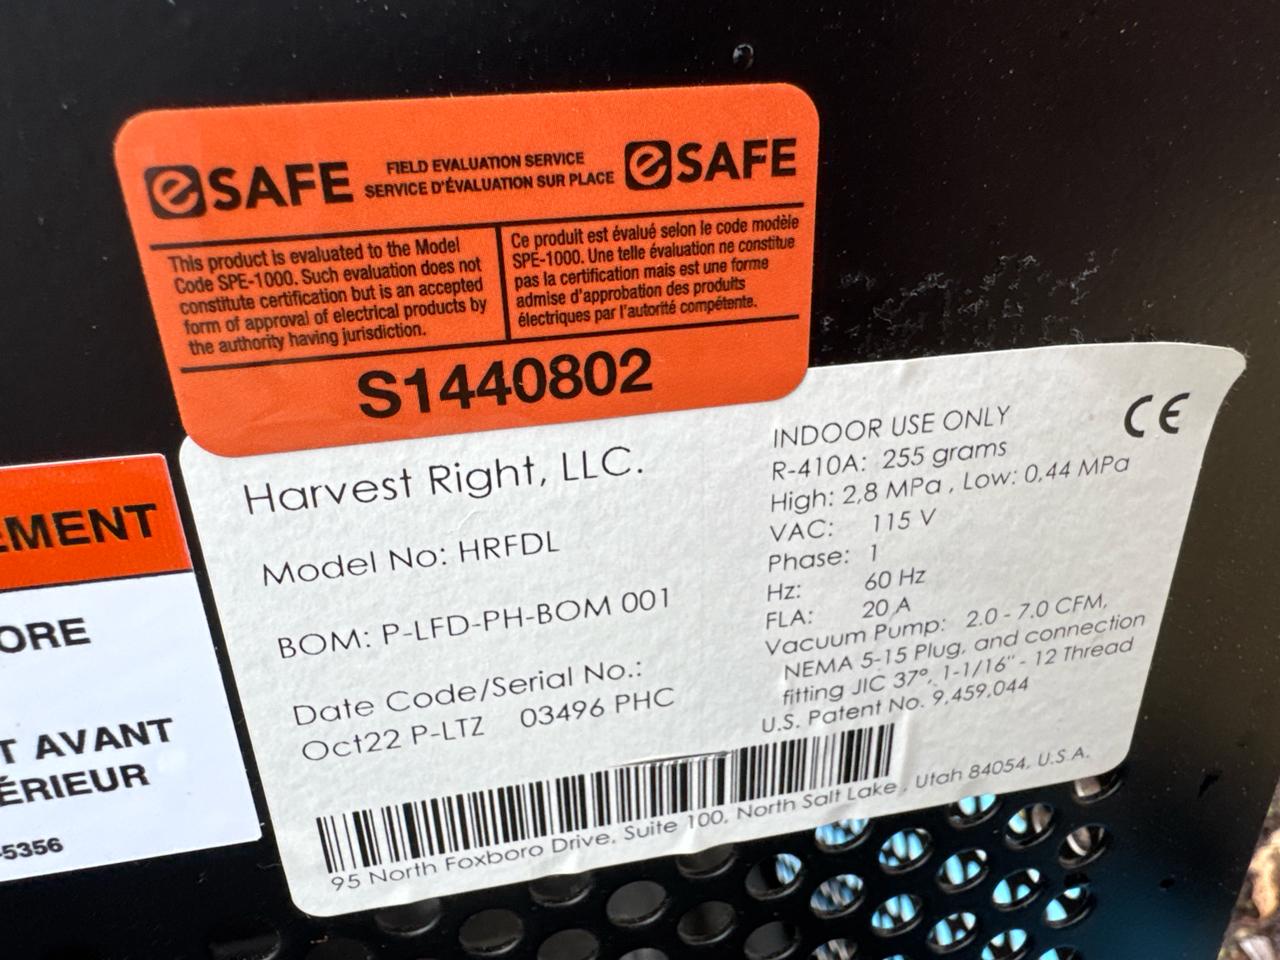 eSAFE FIELD EVALUATION SERVICE eSAFE
SERVICE D'ÉVALUATION SUR PLACE
This product is evaluated to the Model
Code SPE-1000. Such evaluation does not
constitute certification but is an accepted
form of approval of electrical products by
the authority having jurisdiction.
Ce produit est évalué selon le code modèle
SPE-1000. Une telle évaluation ne constitue
pas la certification mais est une forme
admise d'approbation des produits
électriques par l'autorité compétente.
S1440802
EMENT
ORE
T AVANT
ÉRIEUR
-5356
Harvest Right, LLC.
Model No: HRFDL
BOM: P-LFD-PH-BOM 001
Date Code/Serial No.:
Oct22 P-LTZ 03496 PHC
INDOOR USE ONLY
CE
R-410A: 255 grams
High: 2,8 MPa , Low: 0,44 MPa
VAC: 115 V
Phase: 1
Hz: 60 Hz
FLA: 20 A
Vacuum Pump: 2.0 - 7.0 CFM,
NEMA 5-15 Plug, and connection
fitting JIC 37°, 1-1/16" - 12 Thread
U.S. Patent No. 9,459,044
95 North Foxboro Drive, Suite 100, North Salt Lake , Utah 84054, U.S.A.